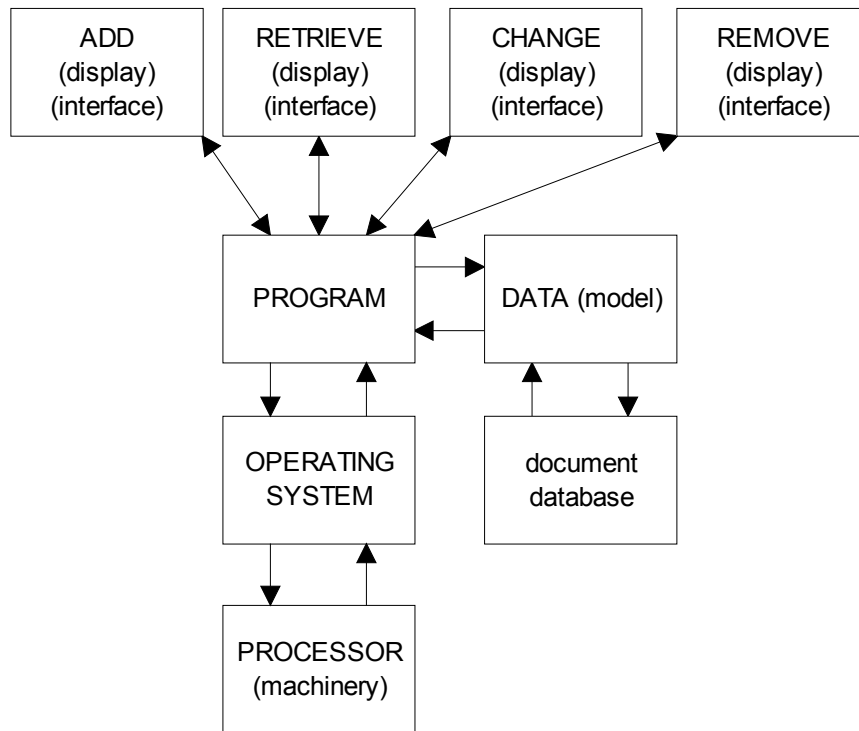 ADD
(display)
(interface)
RETRIEVE
(display)
(interface)
CHANGE
(display)
(interface)
REMOVE
(display)
(interface)
PROGRAM
DATA (model)
OPERATING
SYSTEM
document
database
PROCESSOR
(machinery)